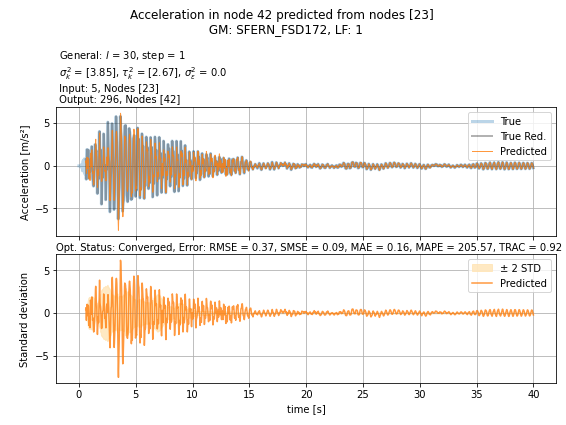 Acceleration in node 42 predicted from nodes [23]
GM: SFERN_FSD172, LF: 1
General: l = 30, step = 1
σ²ₖ = [3.85], τ²ₖ = [2.67], σ²ε = 0.0
Input: 5, Nodes [23]
Output: 296, Nodes [42]
True
True Red.
Predicted
5
0
−5
Acceleration [m/s²]
Opt. Status: Converged, Error: RMSE = 0.37, SMSE = 0.09, MAE = 0.16, MAPE = 205.57, TRAC = 0.92
± 2 STD
Predicted
5
0
−5
Standard deviation
0 5 10 15 20 25 30 35 40
time [s]